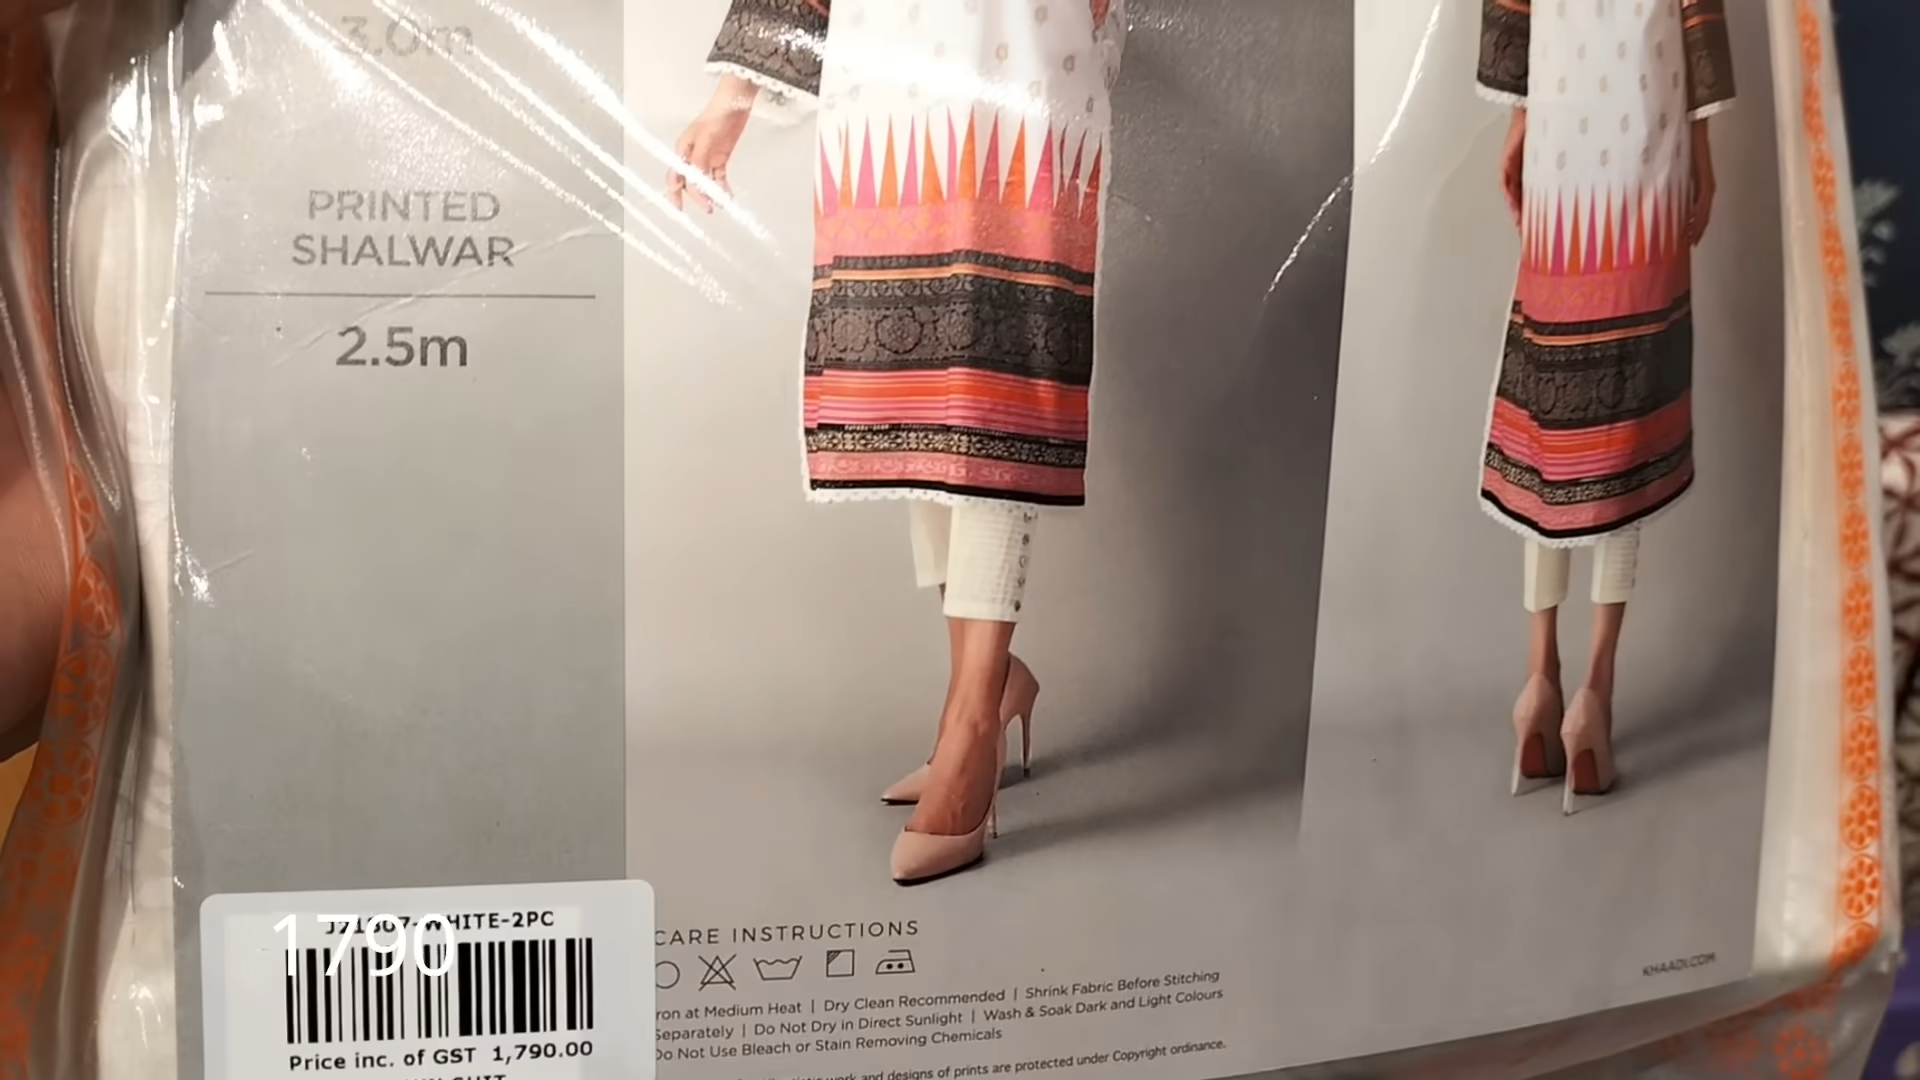 3.0m
PRINTED
SHALWAR
2.5m
1790
WHITE-2PC
Price inc. of GST 1,790.00
CARE INSTRUCTIONS
ron at Medium Heat | Dry Clean Recommended | Shrink Fabric Before Stitching
Separately | Do Not Dry in Direct Sunlight | Wash & Soak Dark and Light Colours
Do Not Use Bleach or Stain Removing Chemicals
work and designs of prints are protected under Copyright ordinance.
KHAADI.COM